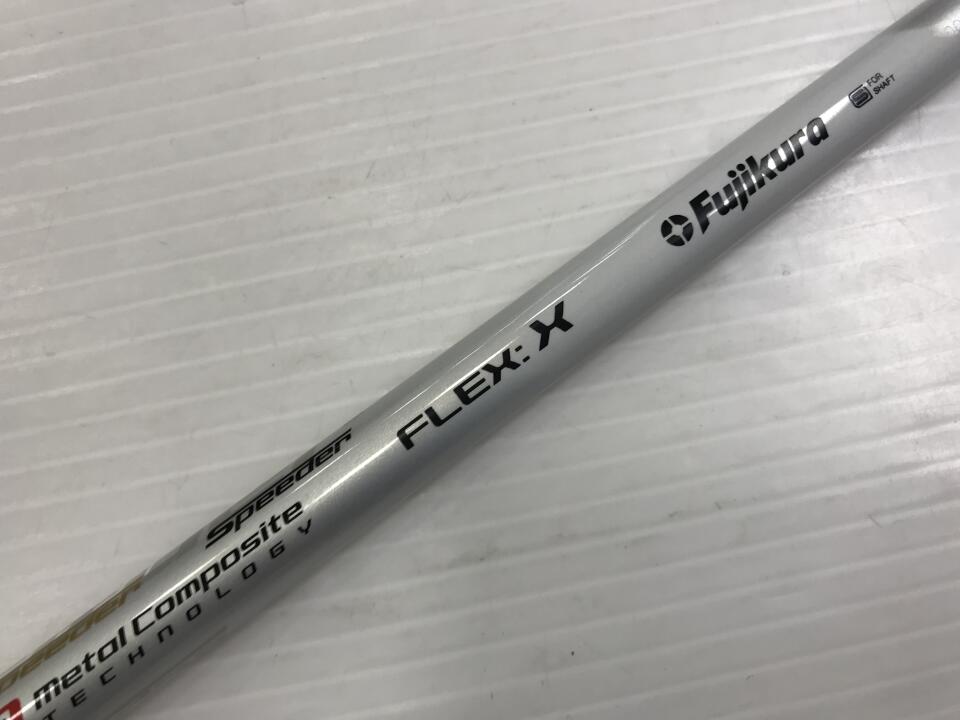 Speeder
metal Composite
TECHNOLOGY
Speeder
FLEX: X
Fujikura
S FOR
SHAFT